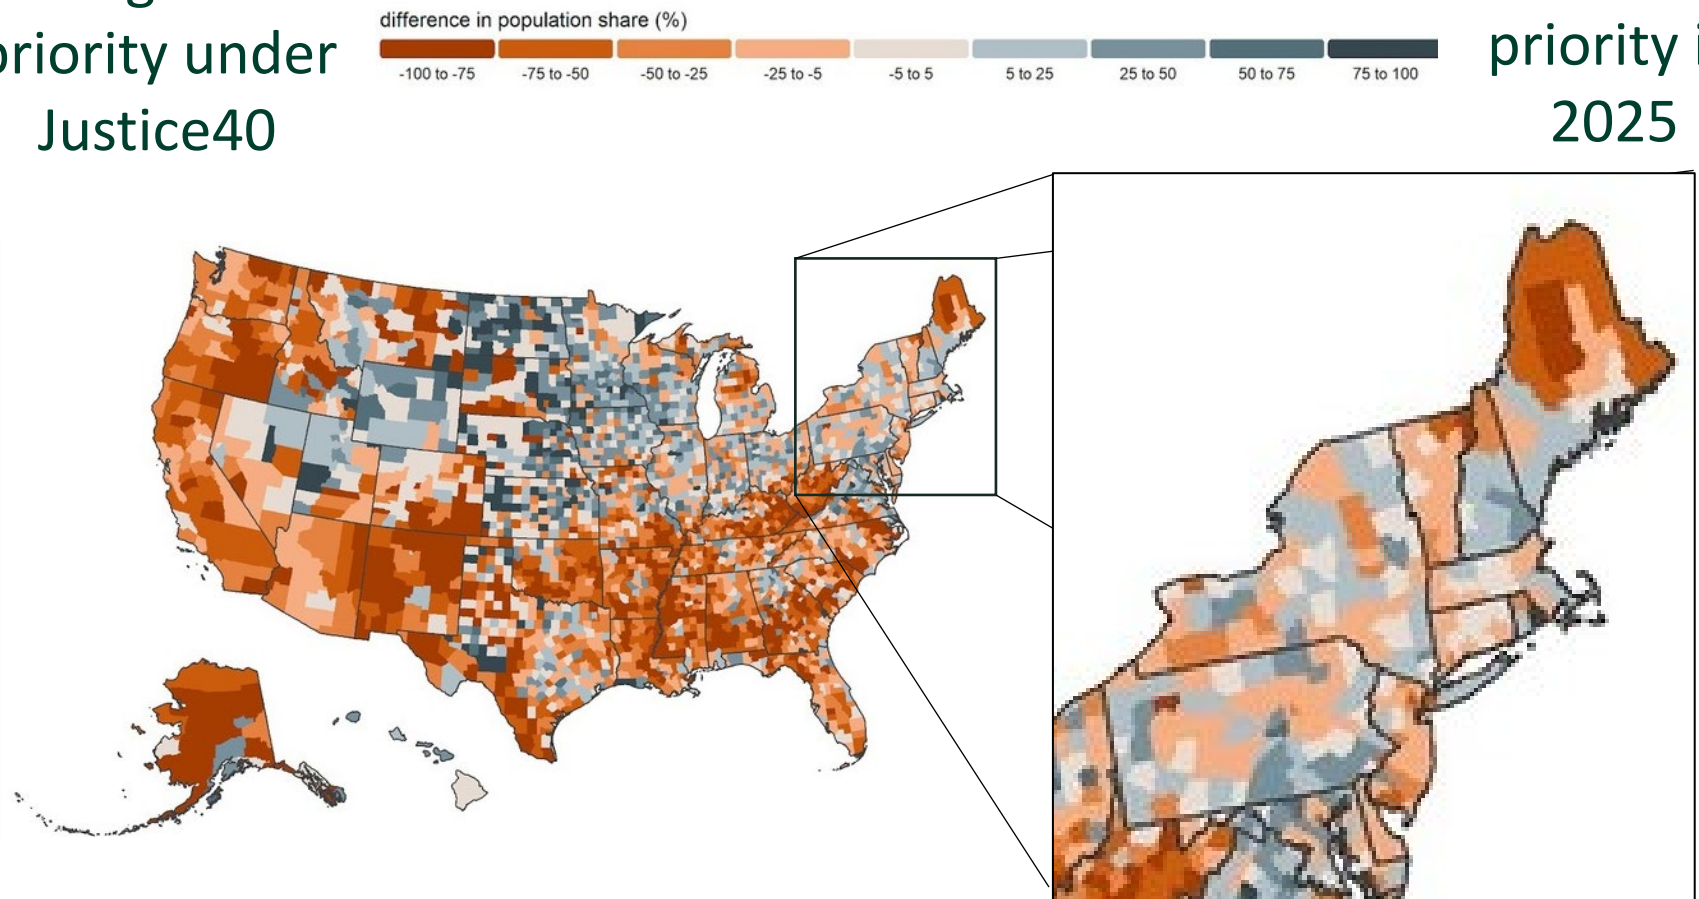 priority under
Justice40
difference in population share (%)
-100 to -75
-75 to -50
-50 to -25
-25 to -5
-5 to 5
5 to 25
25 to 50
50 to 75
75 to 100
priority
2025